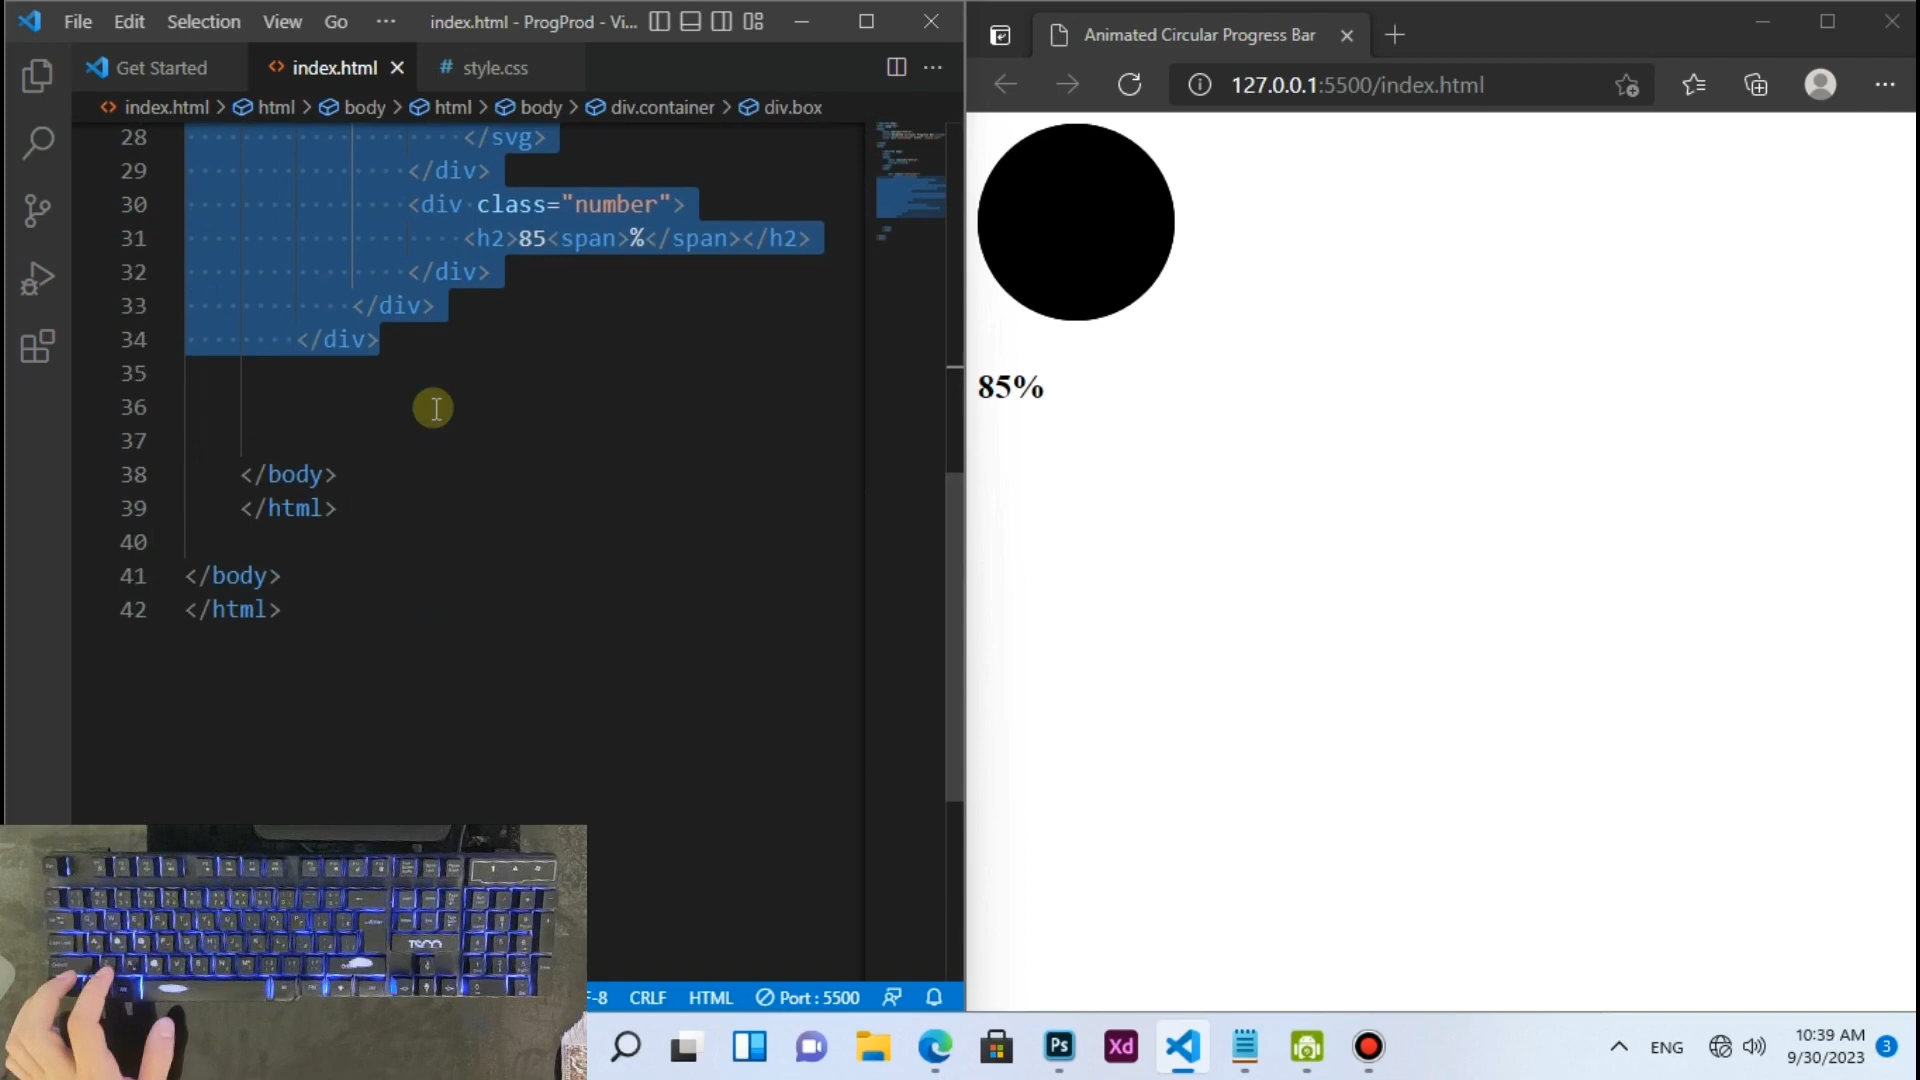 File Edit Selection View Go ··· index.html - ProgProd - Vi...
Get Started index.html style.css
index.html > html > body > html > body > div.container > div.box
28 </svg>
29 </div>
30 <div class="number">
31 <h2>85<span>%</span></h2>
32 </div>
33 </div>
34 </div>
35
36
37
38 </body>
39 </html>
40
41 </body>
42 </html>
F-8 CRLF HTML Port : 5500
Animated Circular Progress Bar
127.0.0.1:5500/index.html
85%
TSCO
Ps Xd
ENG
10:39 AM
9/30/2023
3